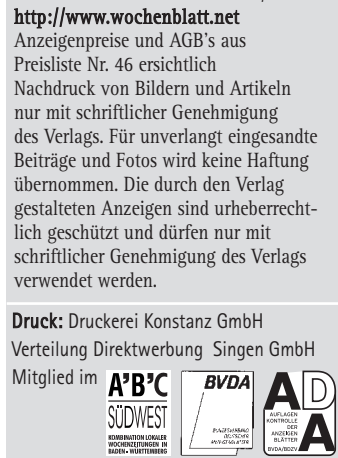 http://www.wochenblatt.net
Anzeigenpreise und AGB's aus
Preisliste Nr. 46 ersichtlich
Nachdruck von Bildern und Artikeln
nur mit schriftlicher Genehmigung
des Verlags. Für unverlangt eingesandte
Beiträge und Fotos wird keine Haftung
übernommen. Die durch den Verlag
gestalteten Anzeigen sind urheberrecht-
lich geschützt und dürfen nur mit
schriftlicher Genehmigung des Verlags
verwendet werden.
Druck: Druckerei Konstanz GmbH
Verteilung Direktwerbung Singen GmbH
Mitglied im
A'B'C
SÜDWEST
KOMBINATION LOKALER
WOCHENZEITUNGEN IN
BADEN-WÜRTTEMBERG
BVDA
BUNDESVERBAND
DEUTSCHER
ANZEIGENBLÄTTER
ADA
AUFLAGEN
KONTROLLE
DER
ANZEIGEN
BLÄTTER
BVDA/BDZV